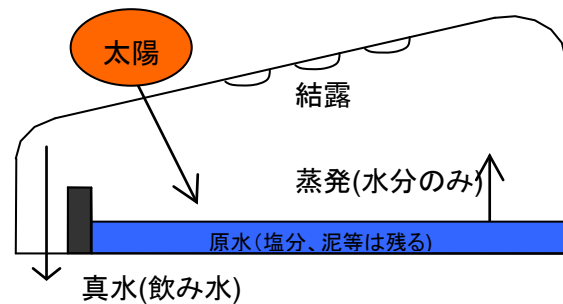 太陽
結露
蒸発(水分のみ)
原水(塩分、泥等は残る)
真水(飲み水)